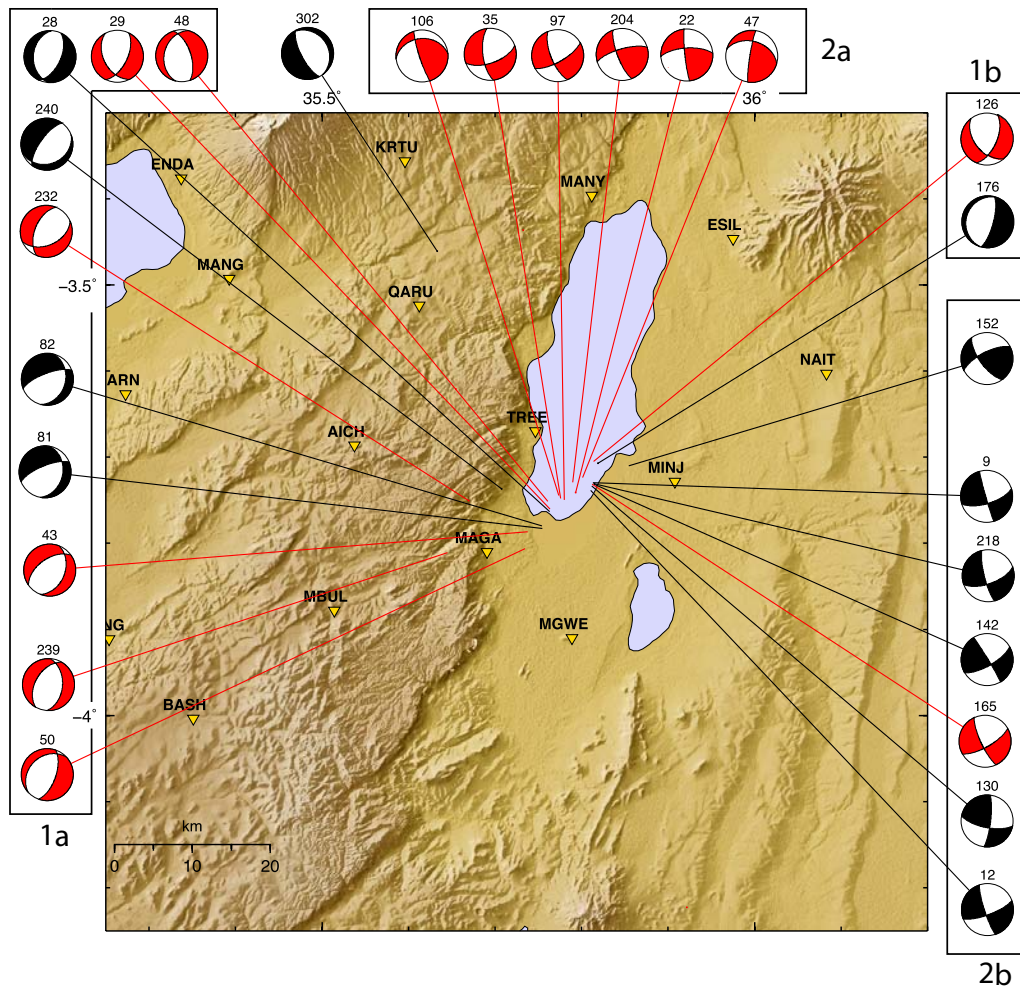 28 29 48 302 106 35 97 204 22 47
2a
35.5° 36°
1b
240 126
ENDA KRTU
MANY
176
232
ESIL
MANG
−3.5°
QARU
152
82 ARN NAIT
TREE
AICH
81
MINJ
9
43 MAGA
218
MBUL
NG MGWE
142
239
BASH
−4°
165
50
130
1a
km
0 10 20
12
2b